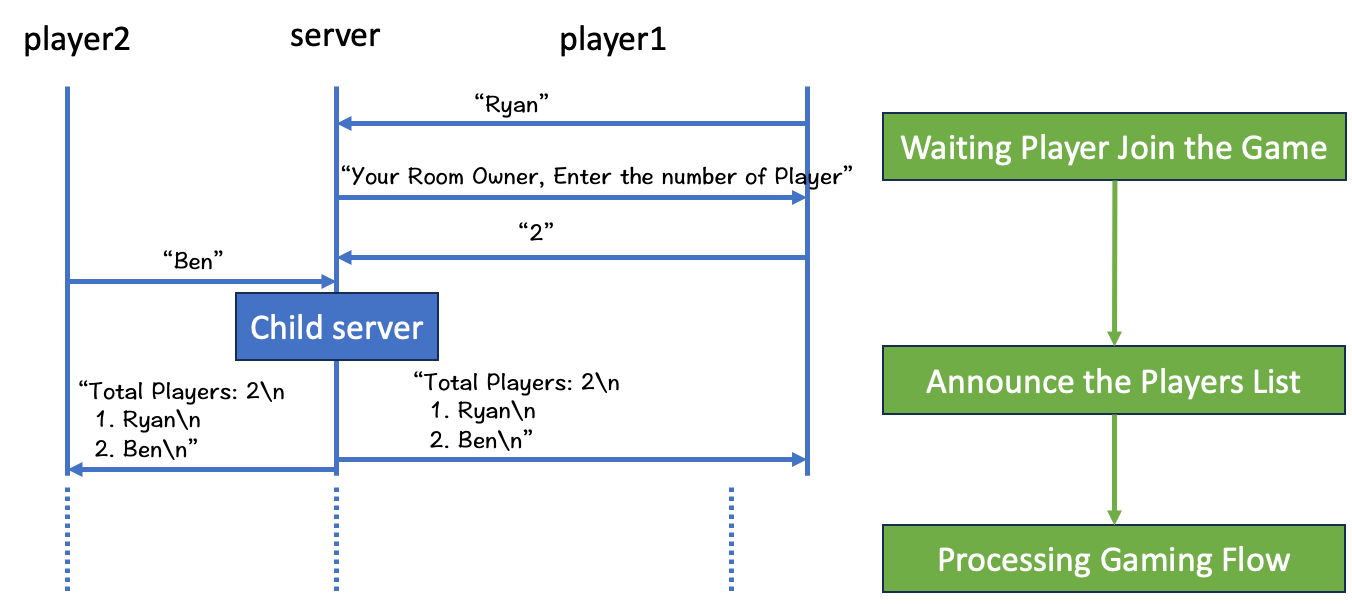 player2
server
player1
“Ryan”
“Your Room Owner, Enter the number of Player”
“2”
“Ben”
Child server
“Total Players: 2\n
1. Ryan\n
2. Ben\n”
“Total Players: 2\n
1. Ryan\n
2. Ben\n”
Waiting Player Join the Game
Announce the Players List
Processing Gaming Flow